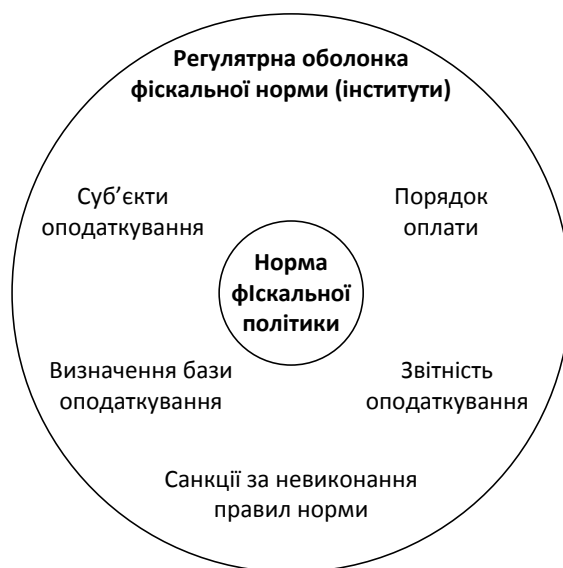 Регулятрна оболонка
фіскальної норми (інститути)
Суб’єкти
оподаткування
Порядок
оплати
Норма
фІскальної
політики
Визначення бази
оподаткування
Звітність
оподаткування
Санкції за невиконання
правил норми